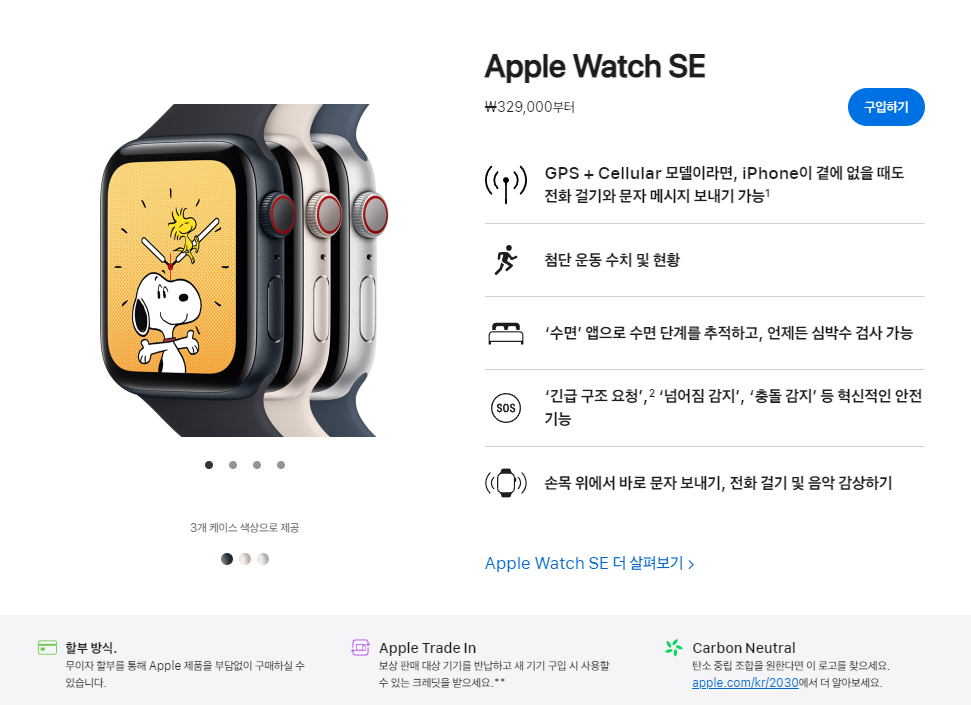 Apple Watch SE
₩329,000부터
구입하기
GPS + Cellular 모델이라면, iPhone이 곁에 없을 때도
전화 걸기와 문자 메시지 보내기 가능¹
첨단 운동 수치 및 현황
‘수면’ 앱으로 수면 단계를 추적하고, 언제든 심박수 검사 가능
SOS
‘긴급 구조 요청’,² ‘넘어짐 감지’, ‘충돌 감지’ 등 혁신적인 안전
기능
손목 위에서 바로 문자 보내기, 전화 걸기 및 음악 감상하기
3개 케이스 색상으로 제공
Apple Watch SE 더 살펴보기 >
할부 방식.
무이자 할부를 통해 Apple 제품을 부담없이 구매하실 수
있습니다.
Apple Trade In
보상 판매 대상 기기를 반납하고 새 기기 구입 시 사용할
수 있는 크레딧을 받으세요.**
Carbon Neutral
탄소 중립 조합을 원한다면 이 로고를 찾으세요.
apple.com/kr/2030에서 더 알아보세요.